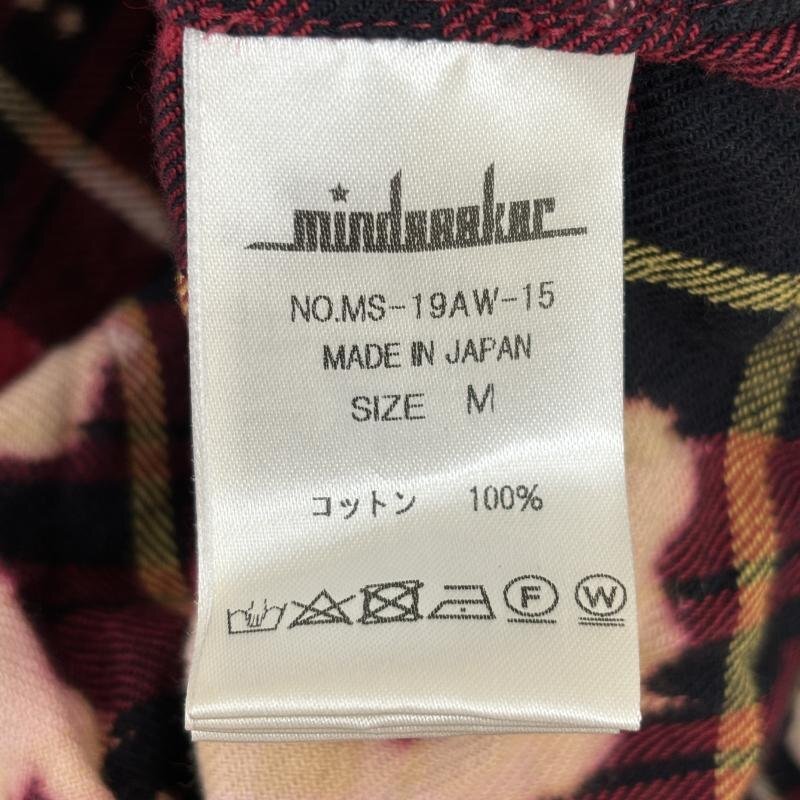 mindseeker
NO.MS-19AW-15
MADE IN JAPAN
SIZE M
コットン 100%
F W